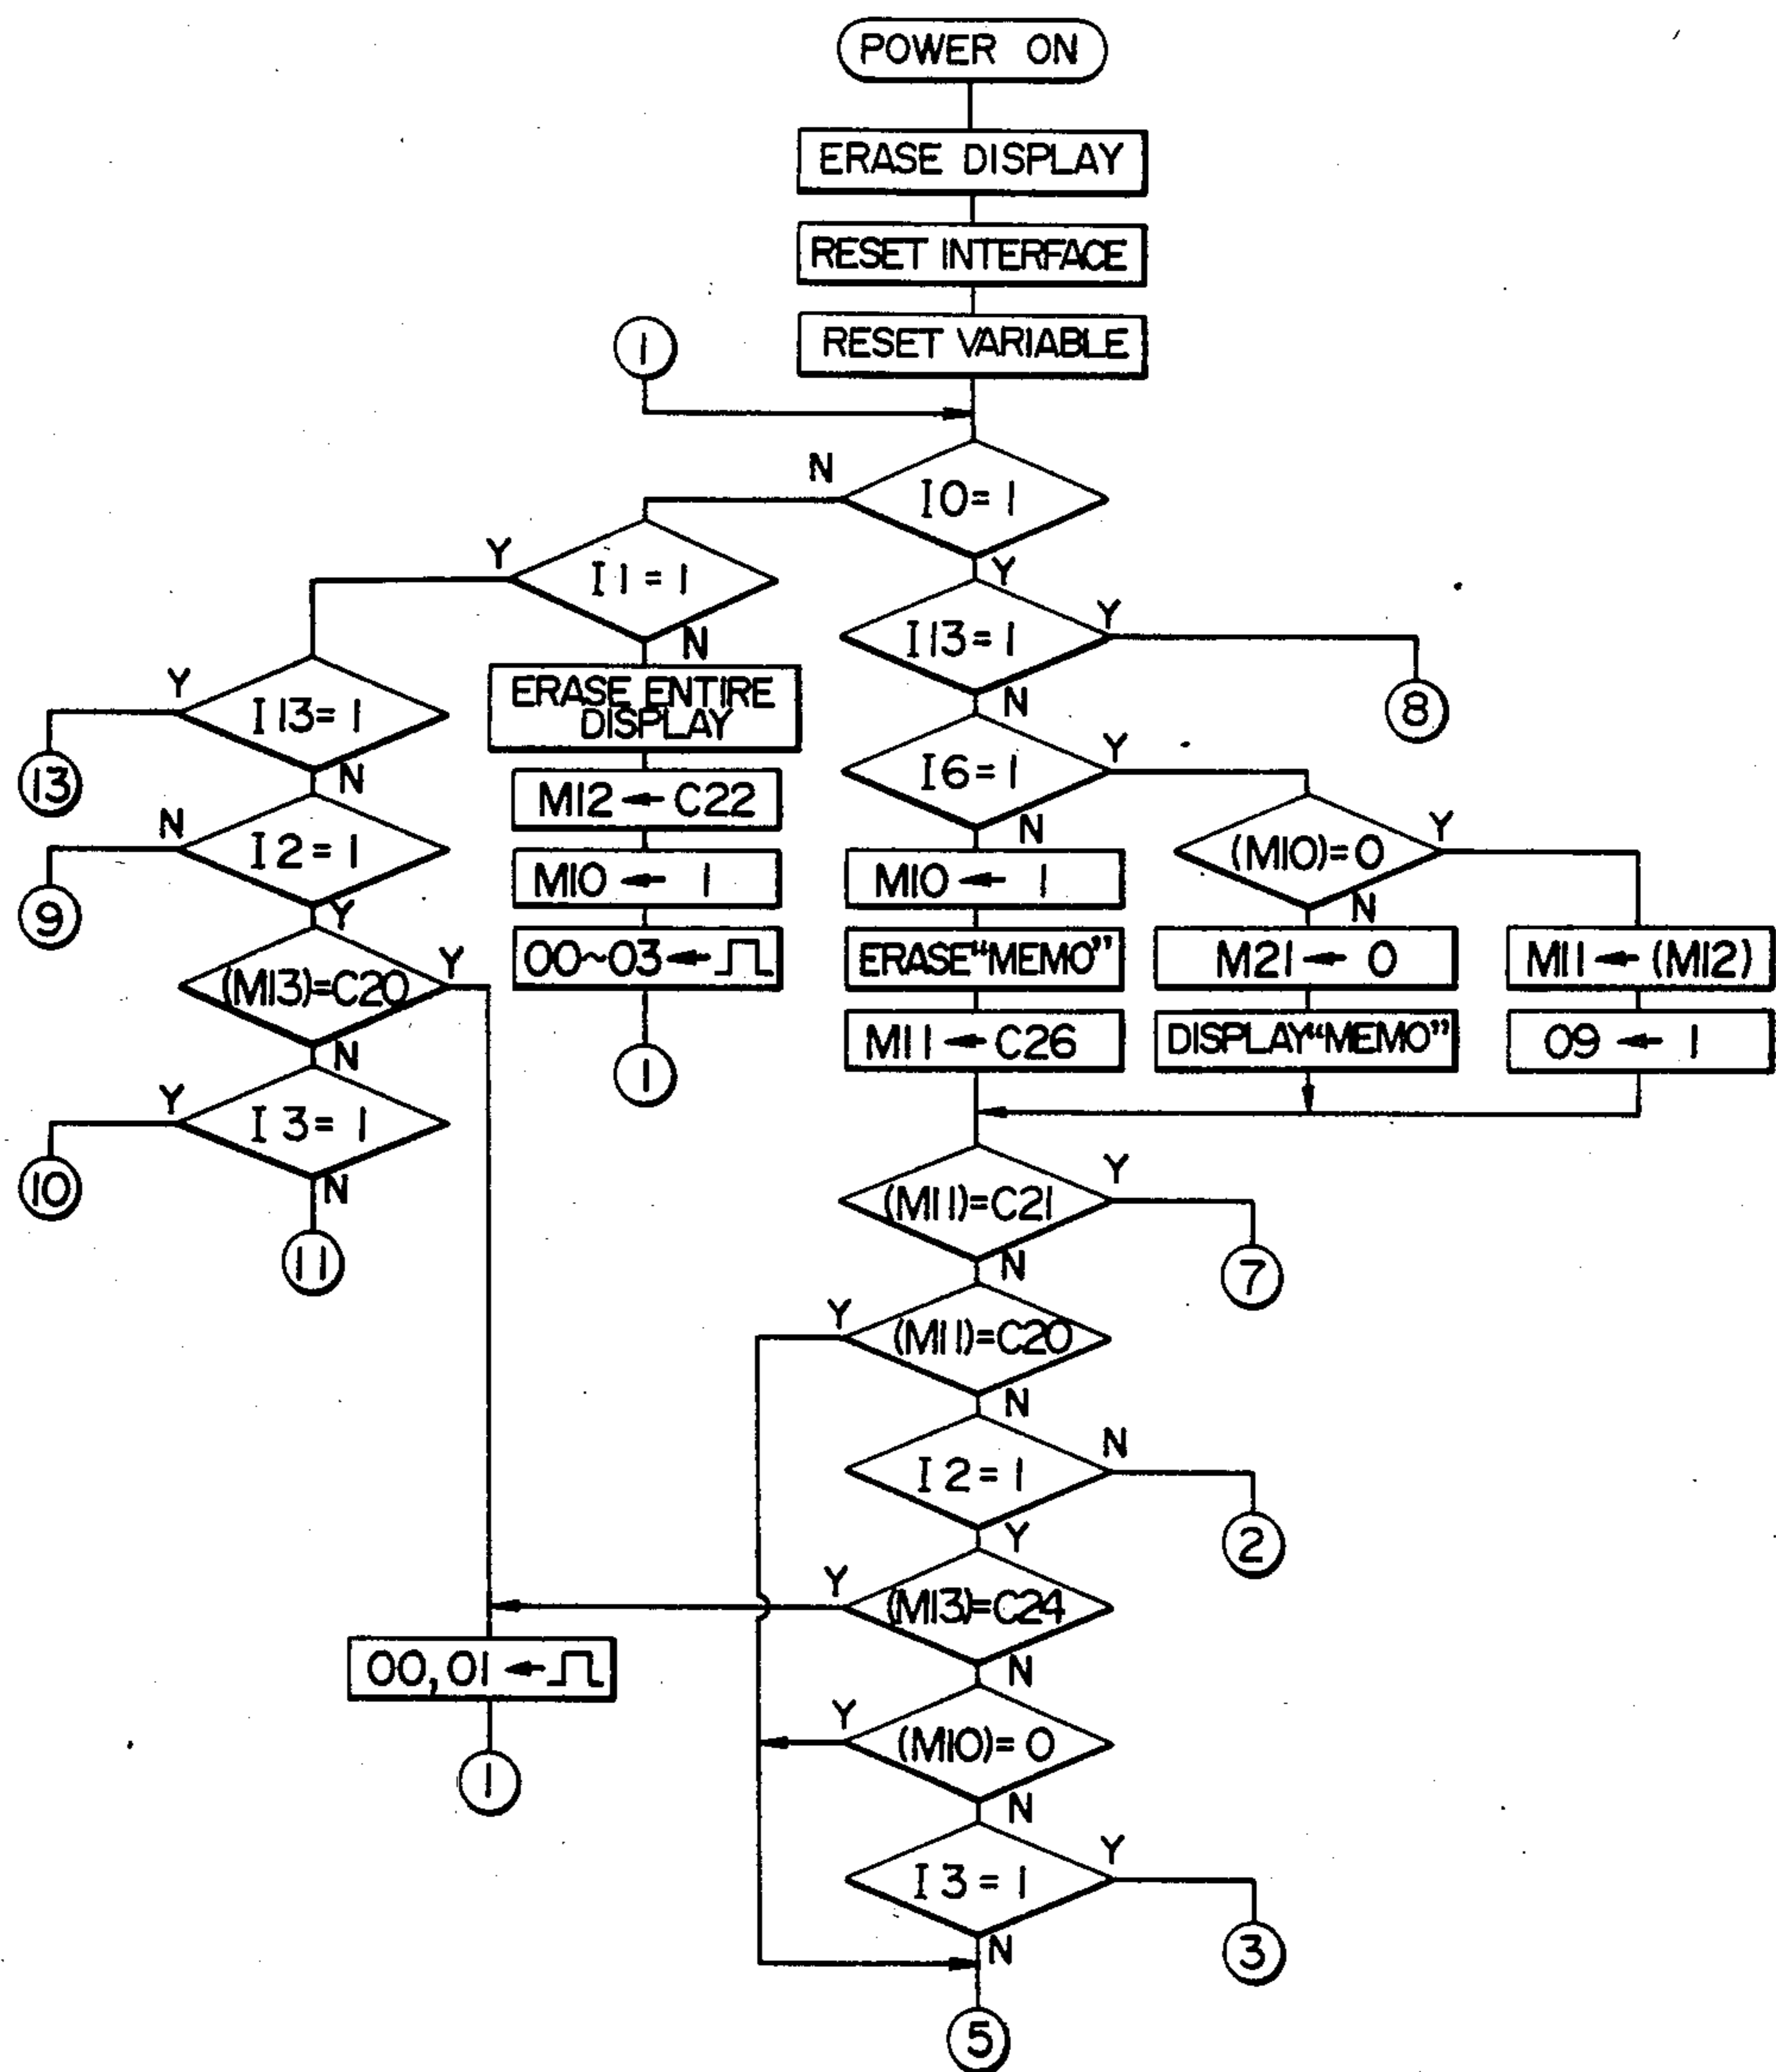 POWER ON
ERASE DISPLAY
RESET INTERFACE
RESET VARIABLE
1
N
I0=1
Y
Y
I1=1
N
I13=1
Y
8
Y
I13=1
N
13
ERASE ENTIRE
DISPLAY
N
I6=1
Y
N
M12 ← C22
N
I2=1
Y
9
M10 ← 1
M10 ← 1
(M10)=0
Y
N
(M13)=C20
Y
N
00~03 ←
ERASE "MEMO"
M21 ← 0
M11 ← (M12)
1
M11 ← C26
DISPLAY "MEMO"
09 ← 1
Y
I3=1
N
10
11
(M11)=C21
Y
N
7
Y
(M11)=C20
N
I2=1
N
Y
2
Y
(M13)=C24
N
00,01 ←
1
Y
(M10)=0
N
I3=1
Y
N
3
5